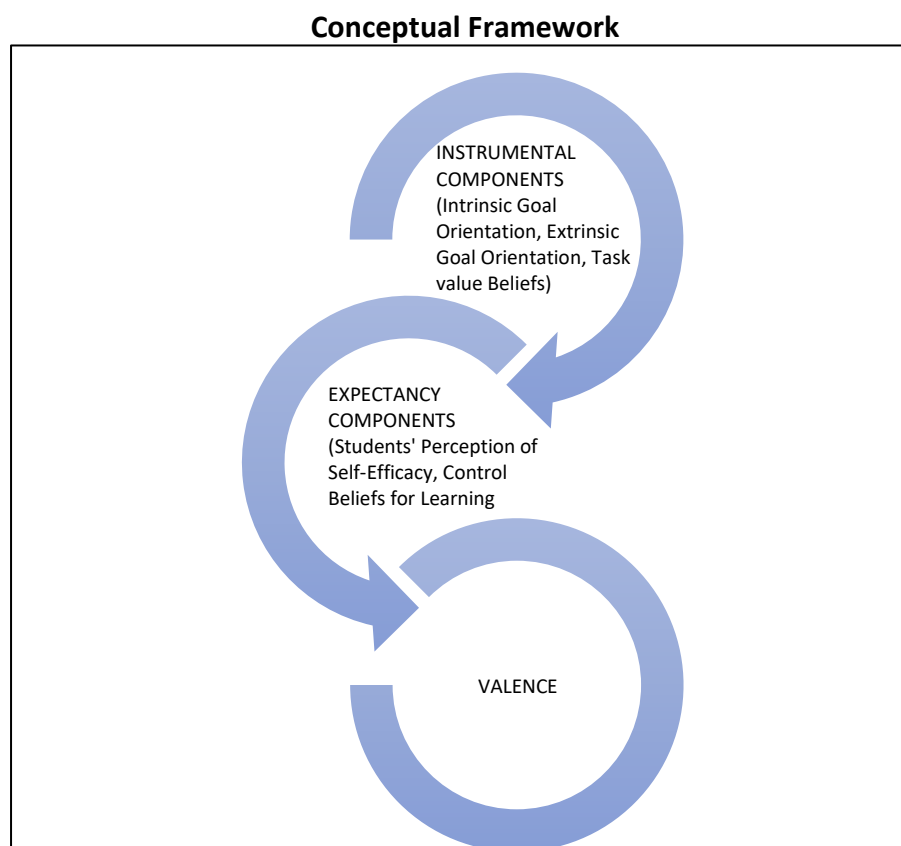 Conceptual Framework
INSTRUMENTAL
COMPONENTS
(Intrinsic Goal
Orientation, Extrinsic
Goal Orientation, Task
value Beliefs)
EXPECTANCY
COMPONENTS
(Students' Perception of
Self-Efficacy, Control
Beliefs for Learning
VALENCE